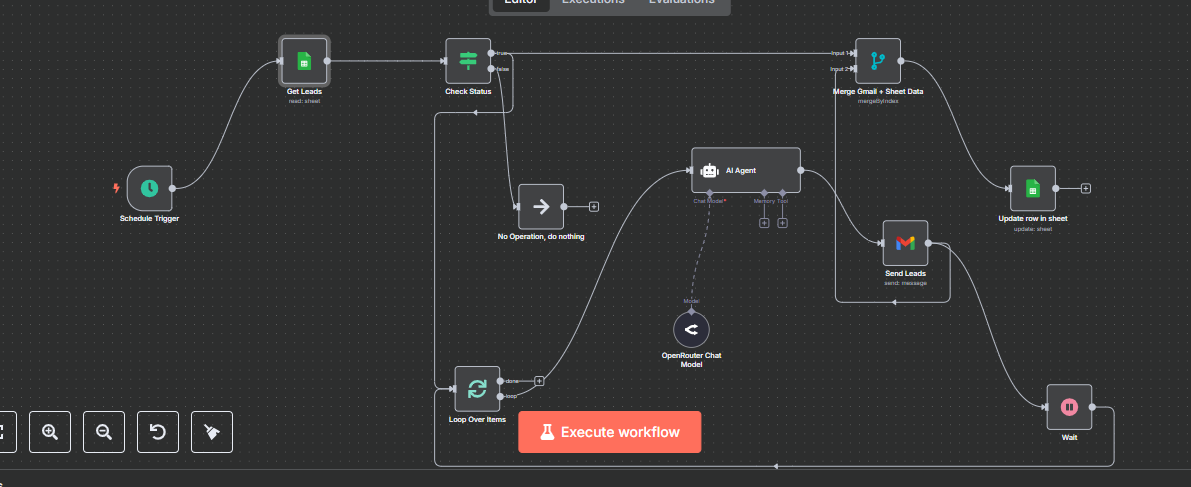 Editor Executions Evaluations
Get Leads
read: sheet
true
false
Check Status
Input 1
Input 2
Merge Gmail + Sheet Data
mergeByIndex
Schedule Trigger
No Operation, do nothing
AI Agent
Chat Model*
Memory
Tool
Send Leads
send: message
Update row in sheet
update: sheet
Model
OpenRouter Chat
Model
done
loop
Loop Over Items
Execute workflow
Wait